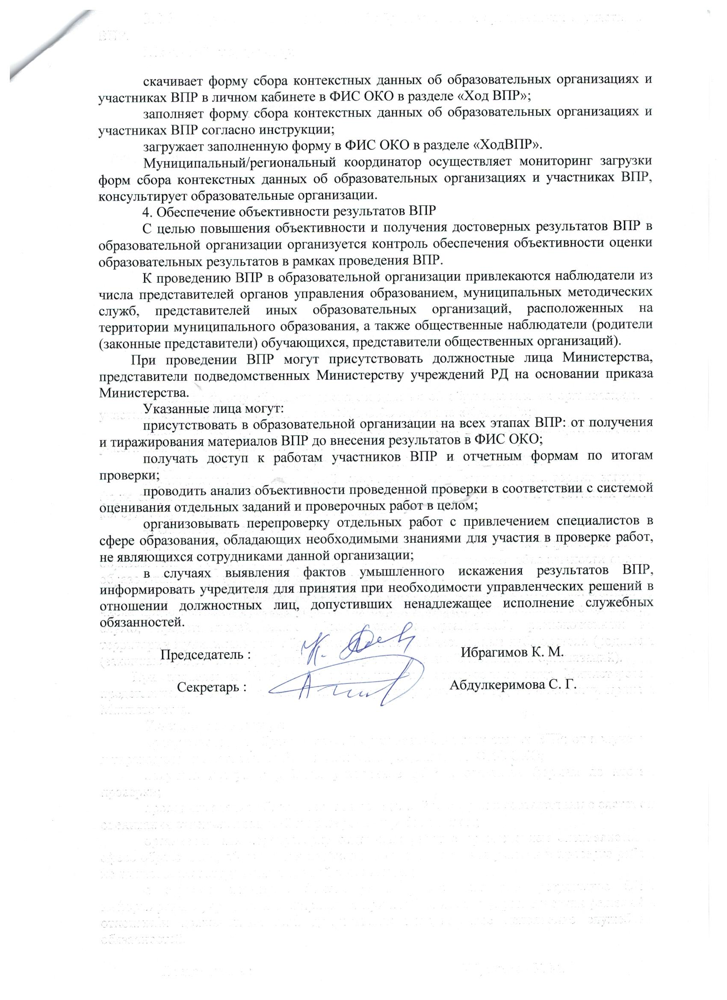 скачивает форму сбора контекстных данных об образовательных организациях и
участниках ВПР в личном кабинете в ФИС ОКО в разделе «Ход ВПР»;
заполняет форму сбора контекстных данных об образовательных организациях и
участниках ВПР согласно инструкции;
загружает заполненную форму в ФИС ОКО в разделе «ХодВПР».
Муниципальный/региональный координатор осуществляет мониторинг загрузки
форм сбора контекстных данных об образовательных организациях и участниках ВПР,
консультирует образовательные организации.
4. Обеспечение объективности результатов ВПР
С целью повышения объективности и получения достоверных результатов ВПР в
образовательной организации организуется контроль обеспечения объективности оценки
образовательных результатов в рамках проведения ВПР.
К проведению ВПР в образовательной организации привлекаются наблюдатели из
числа представителей органов управления образованием, муниципальных методических
служб, представителей иных образовательных организаций, расположенных на
территории муниципального образования, а также общественные наблюдатели (родители
(законные представители) обучающихся, представители общественных организаций).
При проведении ВПР могут присутствовать должностные лица Министерства,
представители подведомственных Министерству учреждений РД на основании приказа
Министерства.
Указанные лица могут:
присутствовать в образовательной организации на всех этапах ВПР: от получения
и тиражирования материалов ВПР до внесения результатов в ФИС ОКО;
получать доступ к работам участников ВПР и отчетным формам по итогам
проверки;
проводить анализ объективности проведенной проверки в соответствии с системой
оценивания отдельных заданий и проверочных работ в целом;
организовывать перепроверку отдельных работ с привлечением специалистов в
сфере образования, обладающих необходимыми знаниями для участия в проверке работ,
не являющихся сотрудниками данной организации;
в случаях выявления фактов умышленного искажения результатов ВПР,
информировать учредителя для принятия при необходимости управленческих решений в
отношении должностных лиц, допустивших ненадлежащее исполнение служебных
обязанностей.
Председатель : Ибрагимов К. М.
Секретарь : Абдулкеримова С. Г.